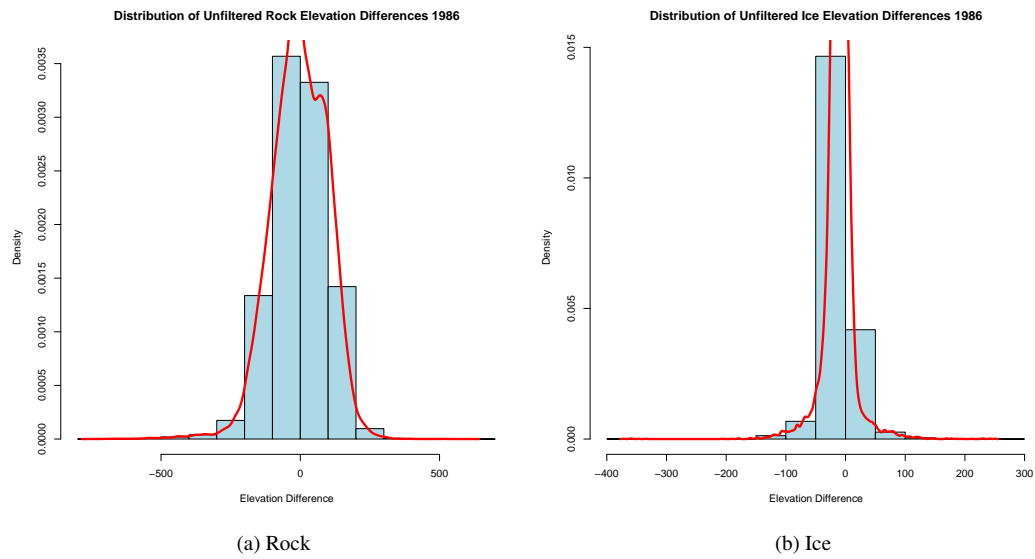 Distribution of Unfiltered Rock Elevation Differences 1986
Density
0.0000 0.0005 0.0010 0.0015 0.0020 0.0025 0.0030 0.0035
−500 0 500
Elevation Difference
(a) Rock
Distribution of Unfiltered Ice Elevation Differences 1986
Density
0.000 0.005 0.010 0.015
−400 −300 −200 −100 0 100 200 300
Elevation Difference
(b) Ice